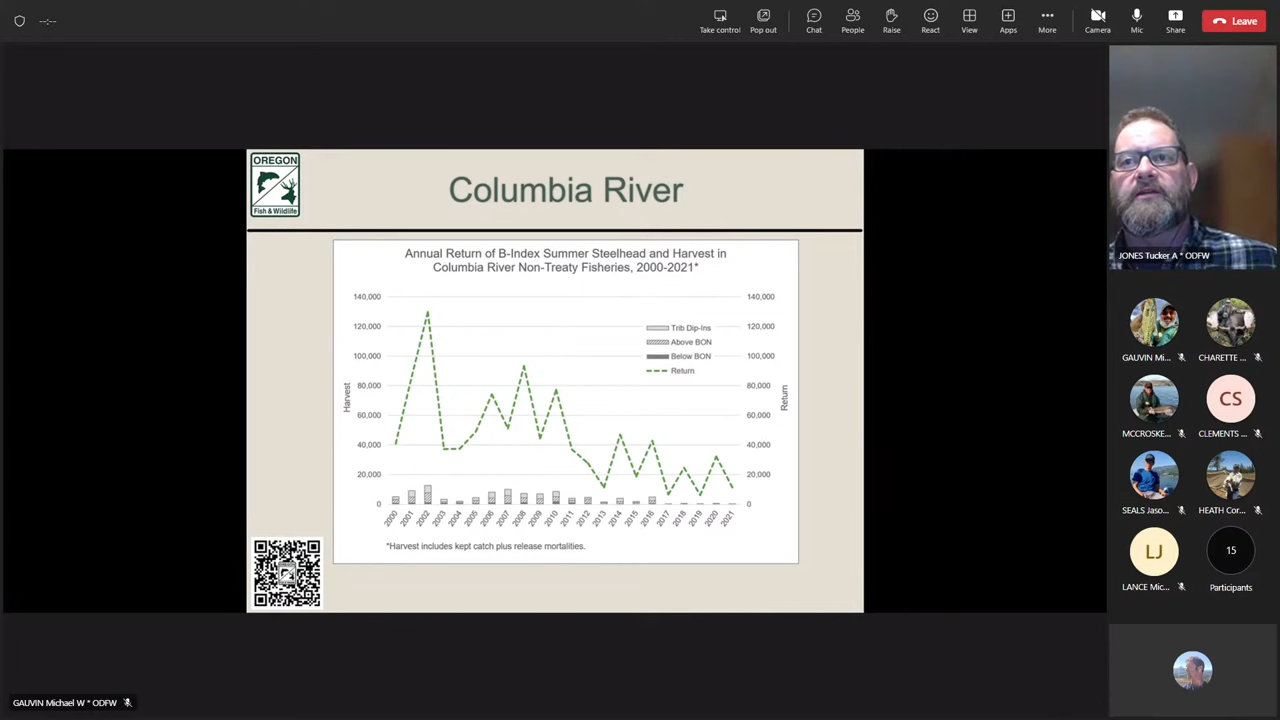 --:--
Take control
Pop out
Chat
People
Raise
React
View
Apps
More
Camera
Mic
Share
Leave
OREGON
Fish & Wildlife
Columbia River
Annual Return of B-Index Summer Steelhead and Harvest in
Columbia River Non-Treaty Fisheries, 2000-2021*
140,000
120,000
100,000
80,000
60,000
40,000
20,000
0
Harvest
Trib Dip-Ins
Above BON
Below BON
Return
140,000
120,000
100,000
80,000
60,000
40,000
20,000
0
Return
2000 2001 2002 2003 2004 2005 2006 2007 2008 2009 2010 2011 2012 2013 2014 2015 2016 2017 2018 2019 2020 2021
*Harvest includes kept catch plus release mortalities.
JONES Tucker A * ODFW
GAUVIN Mi...
CHARETTE ...
MCCROSKE...
CS
CLEMENTS ...
SEALS Jaso...
HEATH Cor...
LJ
LANCE Mic...
15
Participants
GAUVIN Michael W * ODFW